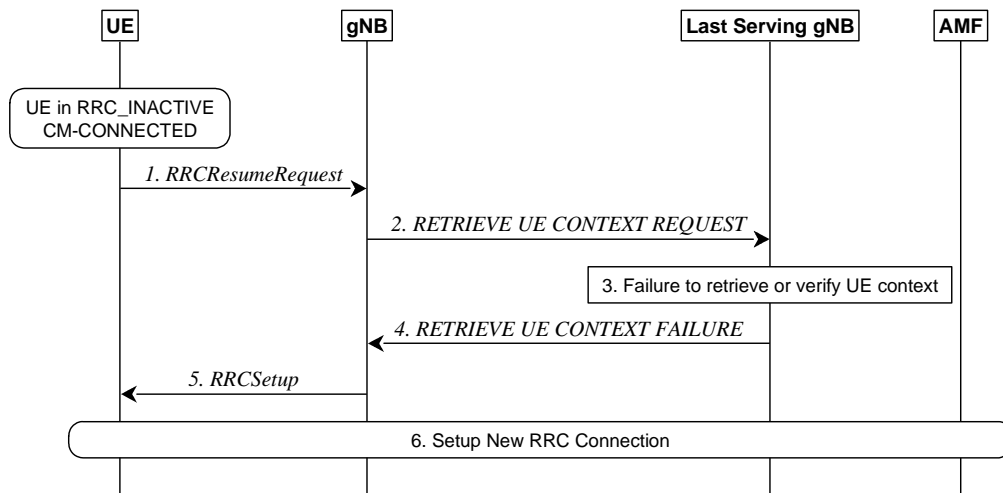 UE
gNB
Last Serving gNB
AMF
UE in RRC_INACTIVE
CM-CONNECTED
1. RRCResumeRequest
2. RETRIEVE UE CONTEXT REQUEST
3. Failure to retrieve or verify UE context
4. RETRIEVE UE CONTEXT FAILURE
5. RRCSetup
6. Setup New RRC Connection